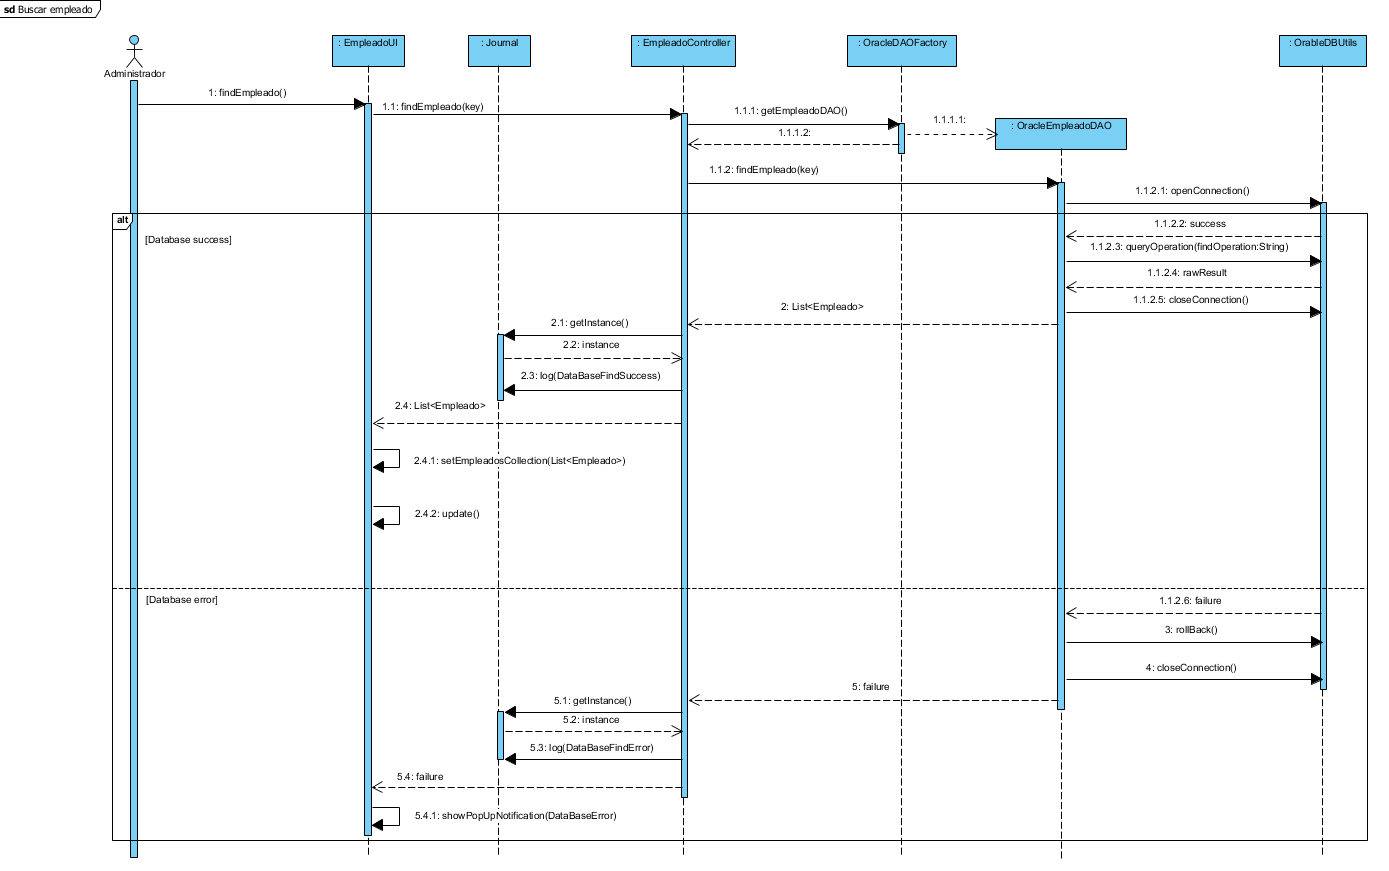 sd Buscar empleado
Administrador
: EmpleadoUI
: Journal
: EmpleadoController
: OracleDAOFactory
: OrableDBUtils
: OracleEmpleadoDAO
1: findEmpleado()
1.1: findEmpleado(key)
1.1.1: getEmpleadoDAO()
1.1.1.1:
1.1.1.2:
1.1.2: findEmpleado(key)
1.1.2.1: openConnection()
alt
[Database success]
1.1.2.2: success
1.1.2.3: queryOperation(findOperation:String)
1.1.2.4: rawResult
1.1.2.5: closeConnection()
2: List<Empleado>
2.1: getInstance()
2.2: instance
2.3: log(DataBaseFindSuccess)
2.4: List<Empleado>
2.4.1: setEmpleadosCollection(List<Empleado>)
2.4.2: update()
[Database error]
1.1.2.6: failure
3: rollBack()
4: closeConnection()
5: failure
5.1: getInstance()
5.2: instance
5.3: log(DataBaseFindError)
5.4: failure
5.4.1: showPopUpNotification(DataBaseError)